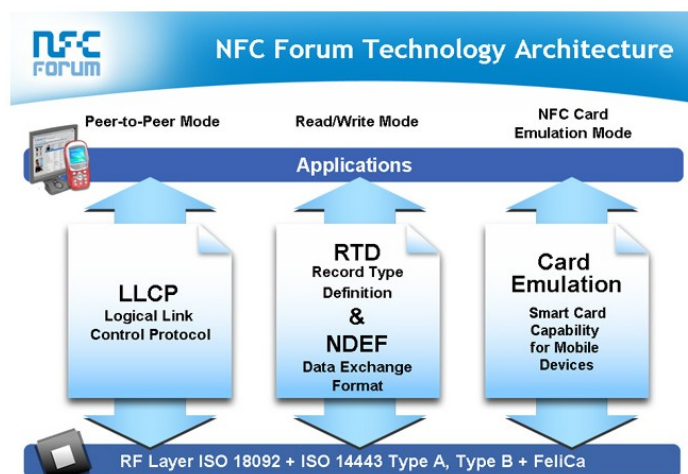 NFC
FORUM
NFC Forum Technology Architecture
Peer-to-Peer Mode
Read/Write Mode
NFC Card
Emulation Mode
Applications
LLCP
Logical Link
Control Protocol
RTD
Record Type
Definition
&
NDEF
Data Exchange
Format
Card
Emulation
Smart Card
Capability
for Mobile
Devices
RF Layer ISO 18092 + ISO 14443 Type A, Type B + FeliCa